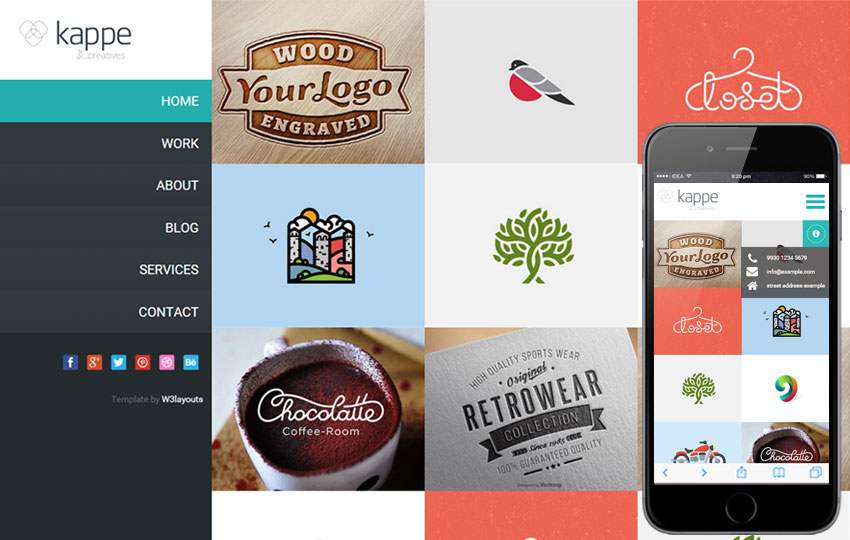 kappe
creatives
HOME
WORK
ABOUT
BLOG
SERVICES
CONTACT
Template by W3layouts
WOOD
YourLogo
ENGRAVED
closet
Chocolatte
Coffee-Room
HIGH QUALITY SPORTS WEAR
Original
RETROWEAR
COLLECTION
Since 1985
100% GUARANTEED QUALITY
IDEA
9:20 pm
90%
kappe
creatives
WOOD
YourLogo
ENGRAVED
9930 1234 5679
info@example.com
street address example
closet
Chocolatte
Coffee-Room